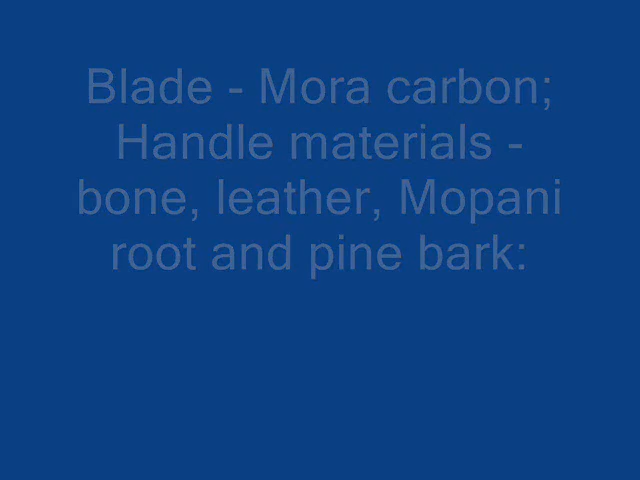 Blade - Mora carbon;
Handle materials -
bone, leather, Mopani
root and pine bark: